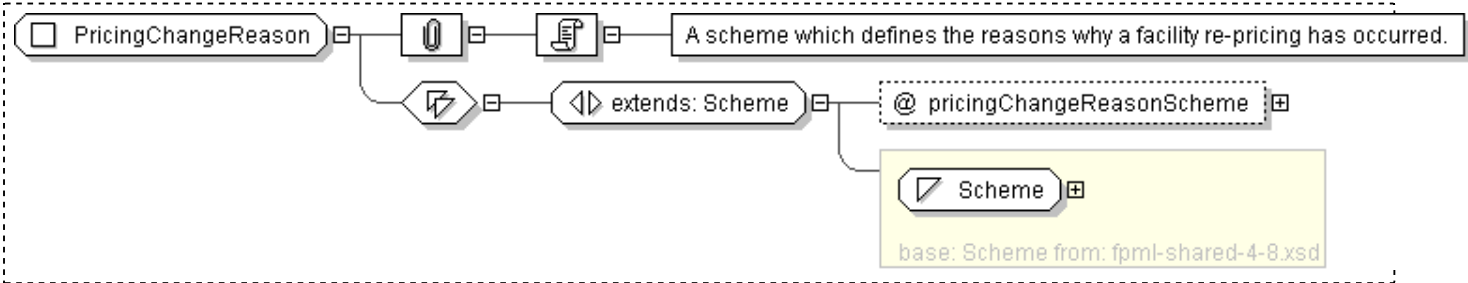 PricingChangeReason
A scheme which defines the reasons why a facility re-pricing has occurred.
extends: Scheme
@ pricingChangeReasonScheme
Scheme
base: Scheme from: fpml-shared-4-8.xsd